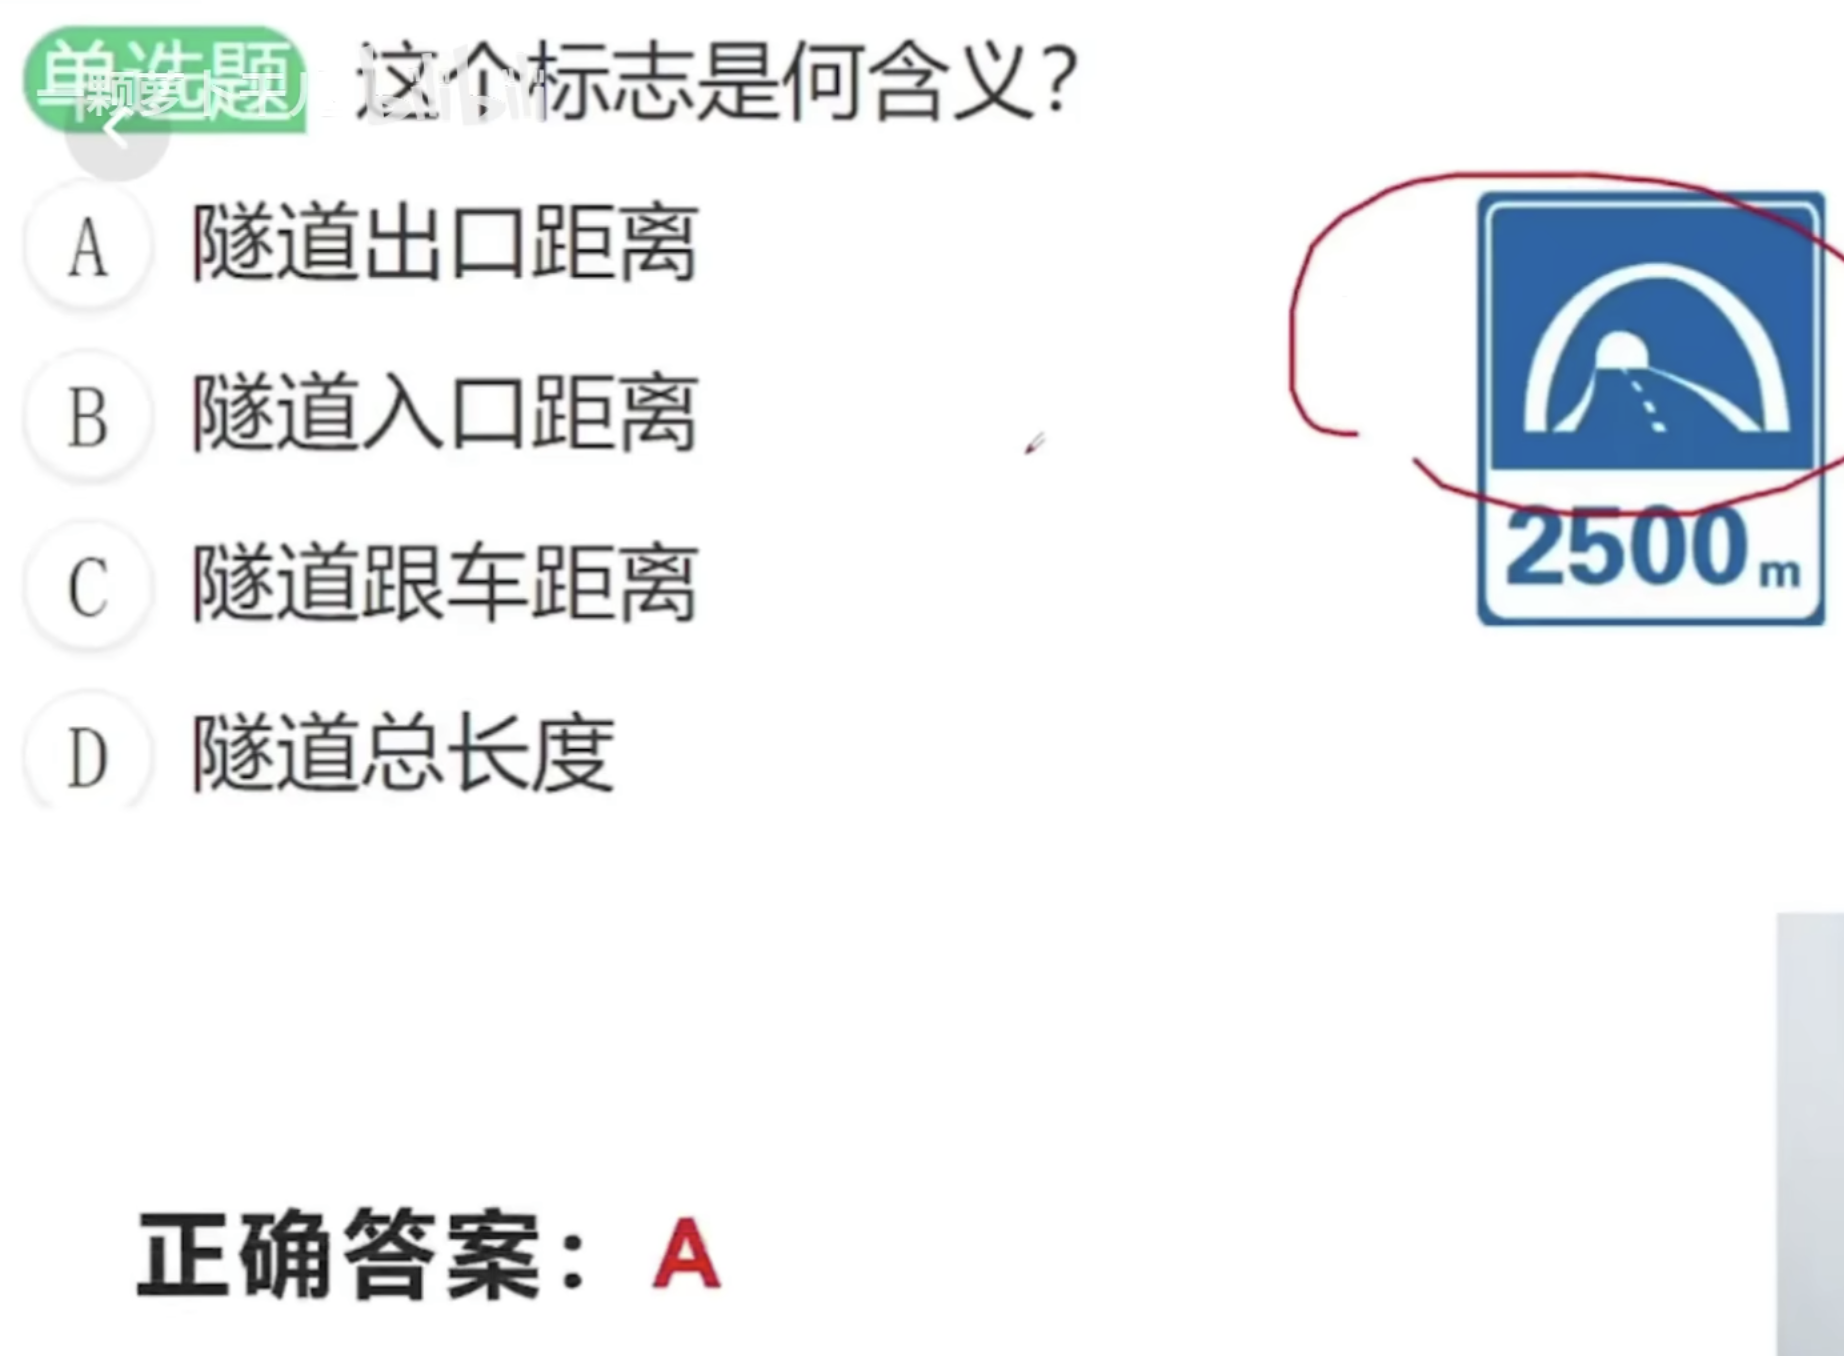 单选题 这个标志是何含义?
A 隧道出口距离
B 隧道入口距离
C 隧道跟车距离
D 隧道总长度
2500m
正确答案：A